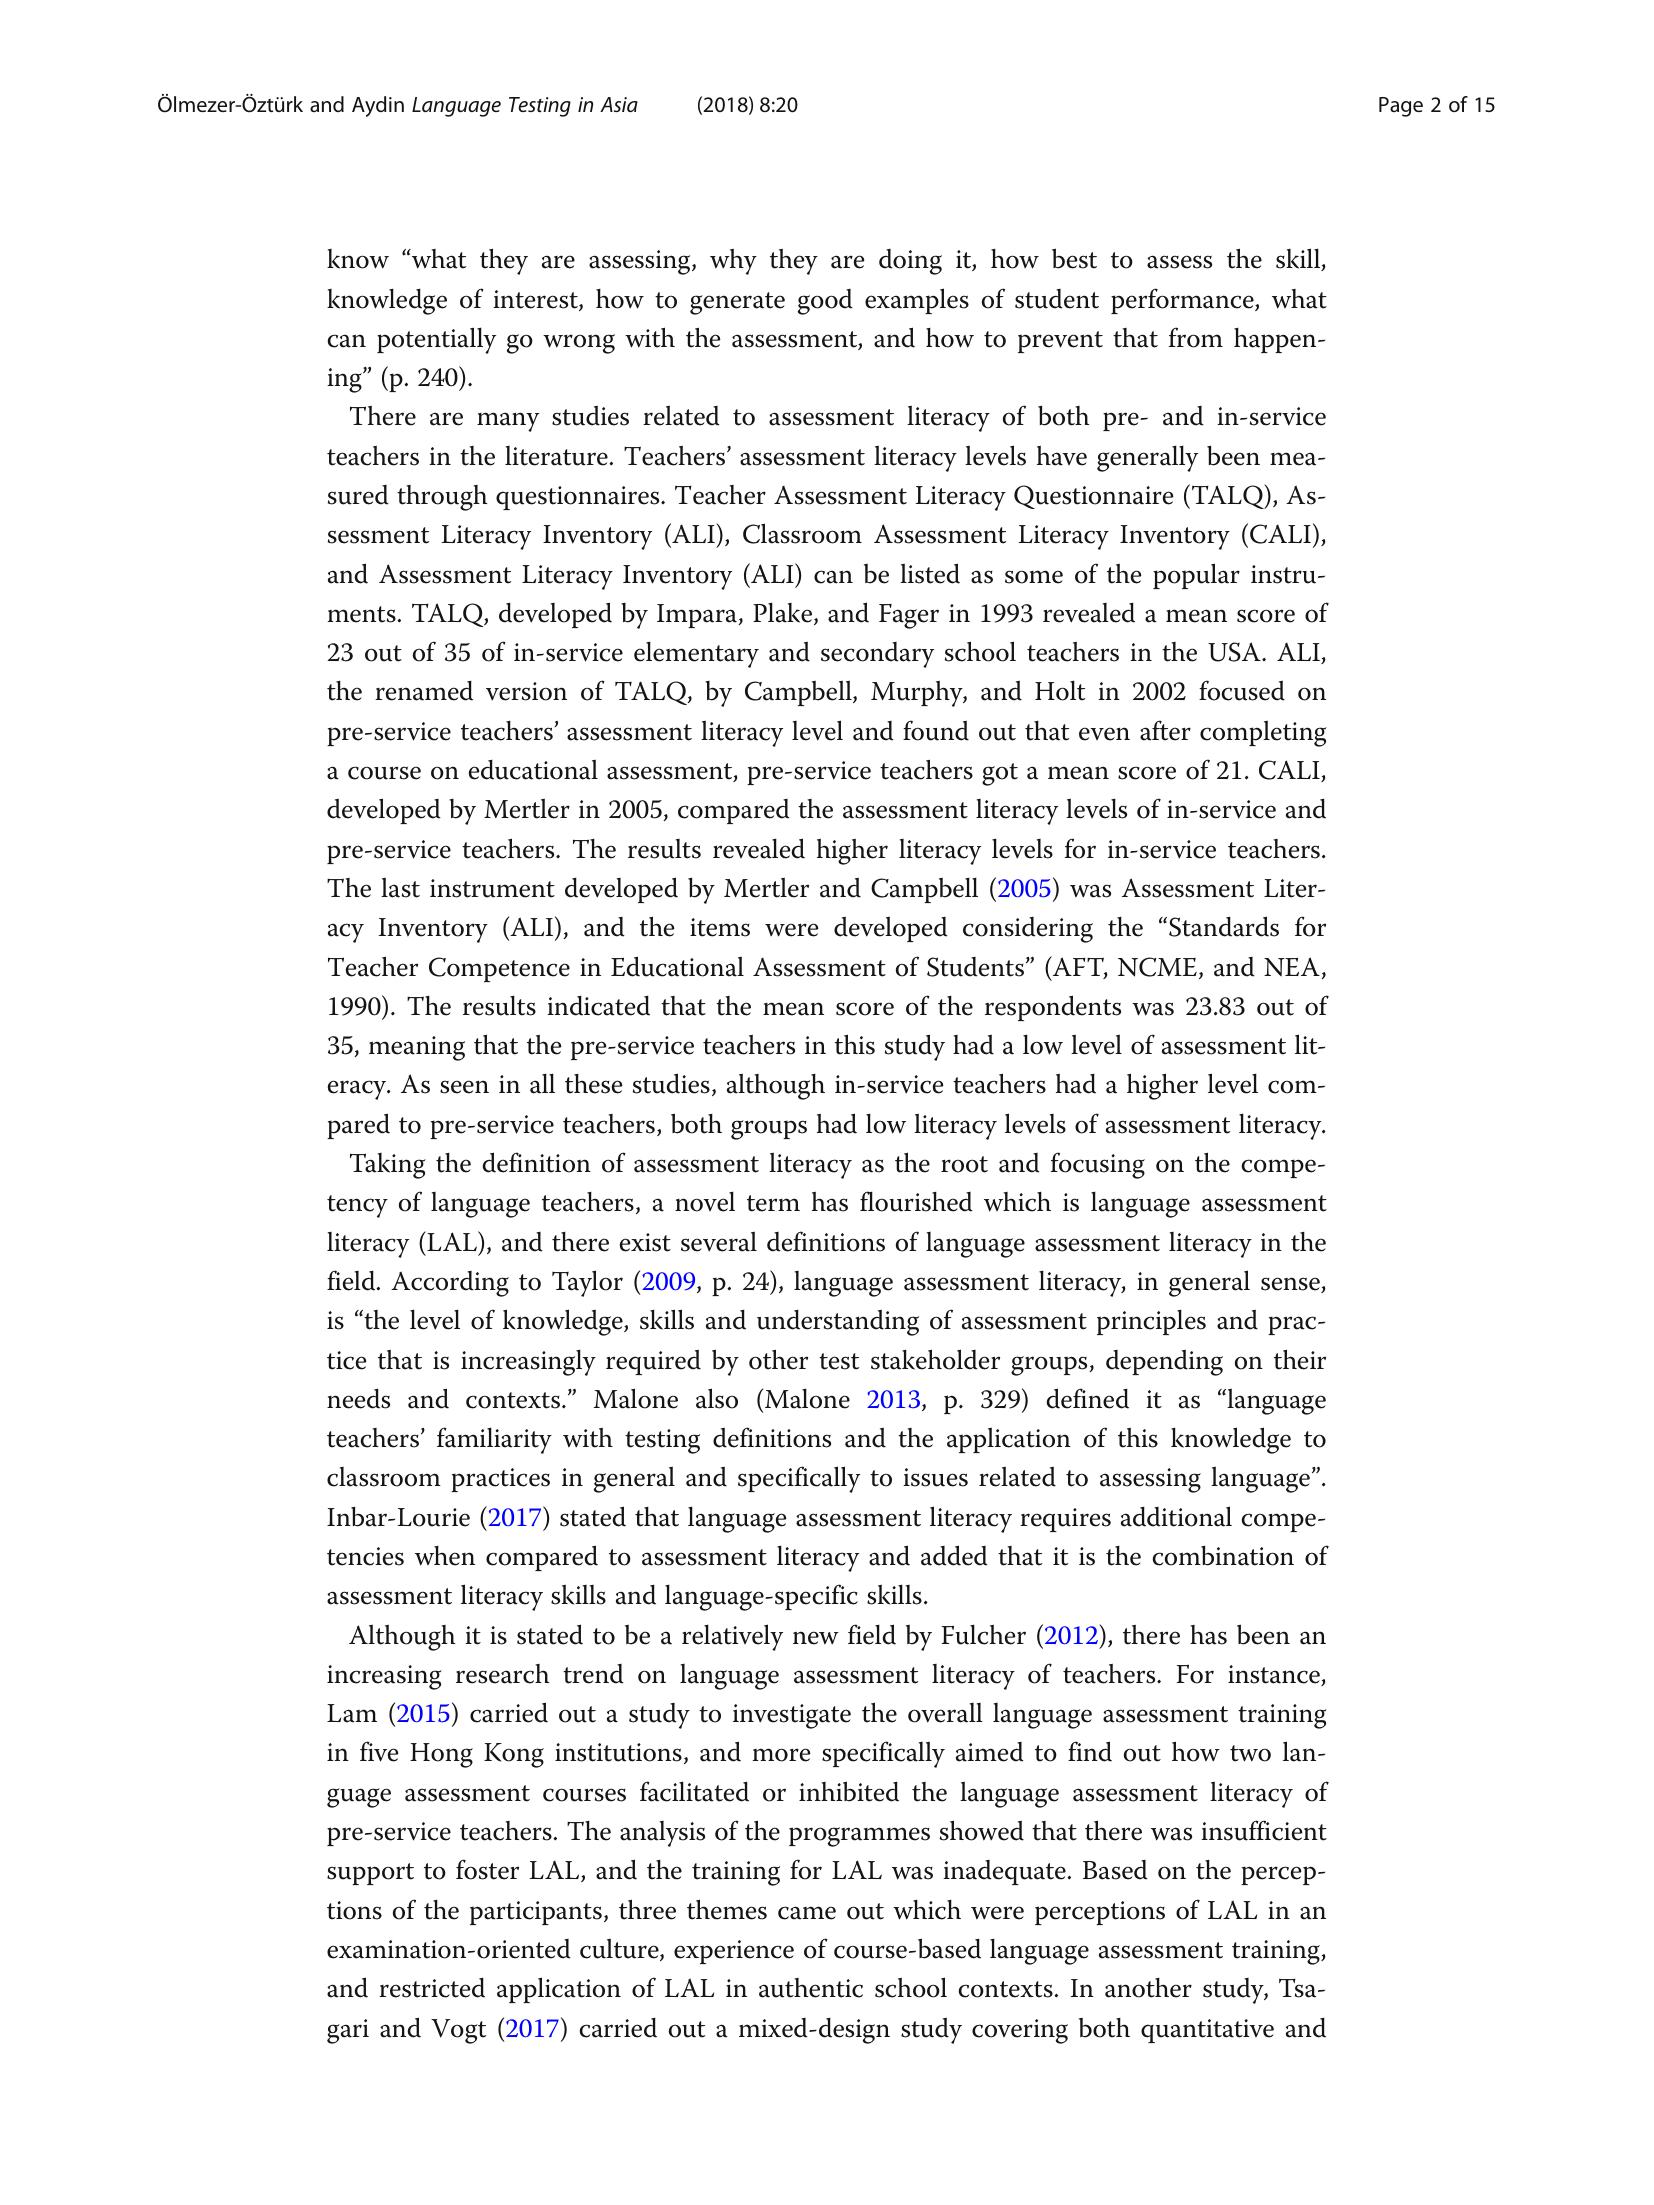 Ölmezer-Öztürk and Aydin Language Testing in Asia (2018) 8:20 Page 2 of 15
know “what they are assessing, why they are doing it, how best to assess the skill,
knowledge of interest, how to generate good examples of student performance, what
can potentially go wrong with the assessment, and how to prevent that from happen-
ing” (p. 240).
There are many studies related to assessment literacy of both pre- and in-service
teachers in the literature. Teachers’ assessment literacy levels have generally been mea-
sured through questionnaires. Teacher Assessment Literacy Questionnaire (TALQ), As-
sessment Literacy Inventory (ALI), Classroom Assessment Literacy Inventory (CALI),
and Assessment Literacy Inventory (ALI) can be listed as some of the popular instru-
ments. TALQ, developed by Impara, Plake, and Fager in 1993 revealed a mean score of
23 out of 35 of in-service elementary and secondary school teachers in the USA. ALI,
the renamed version of TALQ, by Campbell, Murphy, and Holt in 2002 focused on
pre-service teachers’ assessment literacy level and found out that even after completing
a course on educational assessment, pre-service teachers got a mean score of 21. CALI,
developed by Mertler in 2005, compared the assessment literacy levels of in-service and
pre-service teachers. The results revealed higher literacy levels for in-service teachers.
The last instrument developed by Mertler and Campbell (2005) was Assessment Liter-
acy Inventory (ALI), and the items were developed considering the “Standards for
Teacher Competence in Educational Assessment of Students” (AFT, NCME, and NEA,
1990). The results indicated that the mean score of the respondents was 23.83 out of
35, meaning that the pre-service teachers in this study had a low level of assessment lit-
eracy. As seen in all these studies, although in-service teachers had a higher level com-
pared to pre-service teachers, both groups had low literacy levels of assessment literacy.
Taking the definition of assessment literacy as the root and focusing on the compe-
tency of language teachers, a novel term has flourished which is language assessment
literacy (LAL), and there exist several definitions of language assessment literacy in the
field. According to Taylor (2009, p. 24), language assessment literacy, in general sense,
is “the level of knowledge, skills and understanding of assessment principles and prac-
tice that is increasingly required by other test stakeholder groups, depending on their
needs and contexts.” Malone also (Malone 2013, p. 329) defined it as “language
teachers’ familiarity with testing definitions and the application of this knowledge to
classroom practices in general and specifically to issues related to assessing language”.
Inbar-Lourie (2017) stated that language assessment literacy requires additional compe-
tencies when compared to assessment literacy and added that it is the combination of
assessment literacy skills and language-specific skills.
Although it is stated to be a relatively new field by Fulcher (2012), there has been an
increasing research trend on language assessment literacy of teachers. For instance,
Lam (2015) carried out a study to investigate the overall language assessment training
in five Hong Kong institutions, and more specifically aimed to find out how two lan-
guage assessment courses facilitated or inhibited the language assessment literacy of
pre-service teachers. The analysis of the programmes showed that there was insufficient
support to foster LAL, and the training for LAL was inadequate. Based on the percep-
tions of the participants, three themes came out which were perceptions of LAL in an
examination-oriented culture, experience of course-based language assessment training,
and restricted application of LAL in authentic school contexts. In another study, Tsa-
gari and Vogt (2017) carried out a mixed-design study covering both quantitative and